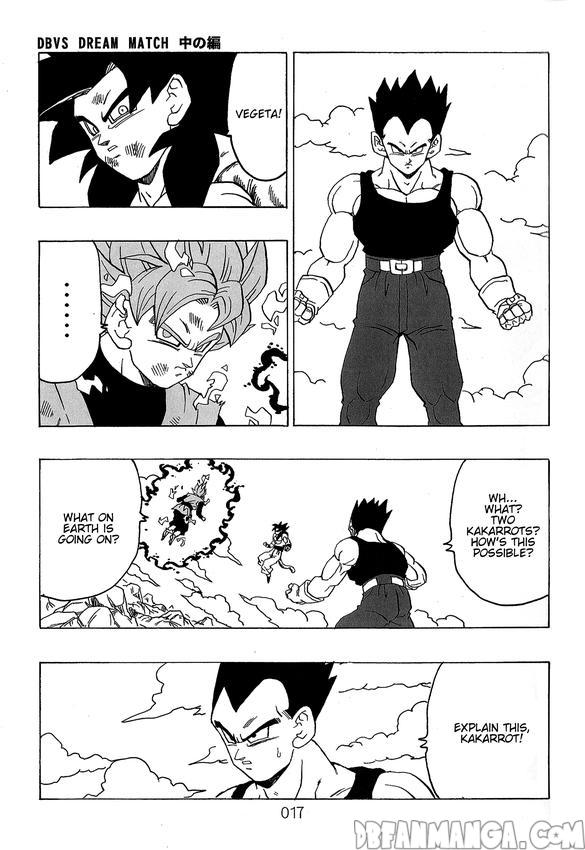 DBVS DREAM MATCH 中の編
VEGETA!
......
WH...
WHAT?
TWO
KAKARROTS?
HOW'S THIS
POSSIBLE?
WHAT ON
EARTH IS
GOING ON?
EXPLAIN THIS,
KAKARROT!
017
DBFANMANGA.COM